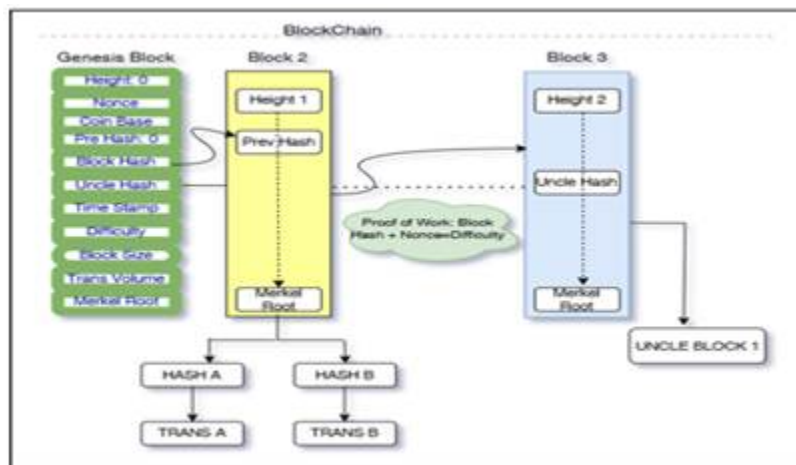 BlockChain
Genesis Block
Height: 0
Nonce
Coin Base
Pre Hash: 0
Block Hash
Uncle Hash
Time Stamp
Difficulty
Block Size
Trans Volume
Merkel Root
Block 2
Height 1
Prev Hash
Merkel
Root
HASH A
HASH B
TRANS A
TRANS B
Proof of Work: Block
Hash + Nonce=Difficulty
Block 3
Height 2
Uncle Hash
Merkel
Root
UNCLE BLOCK 1